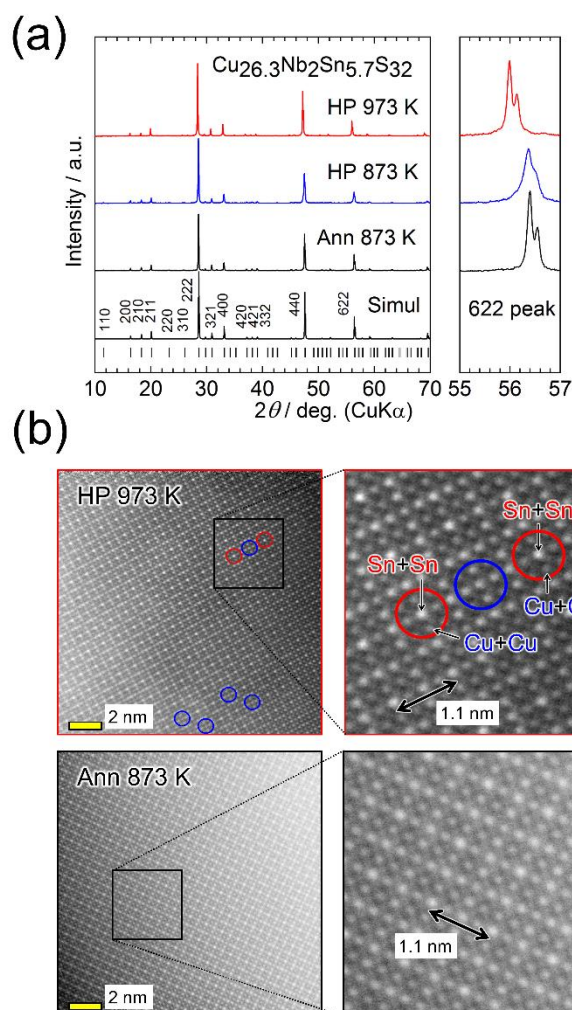 (a)
Cu26.3Nb2Sn5.7S32
HP 973 K
HP 873 K
Ann 873 K
Simul
622 peak
Intensity / a.u.
110
200
210
211
220
222
310
321
400
420
421
332
440
622
10 20 30 40 50 60 70
55 56 57
2θ / deg. (CuKα)
(b)
HP 973 K
2 nm
Sn+Sn
Sn+Sn
Cu+C
Cu+Cu
1.1 nm
Ann 873 K
2 nm
1.1 nm